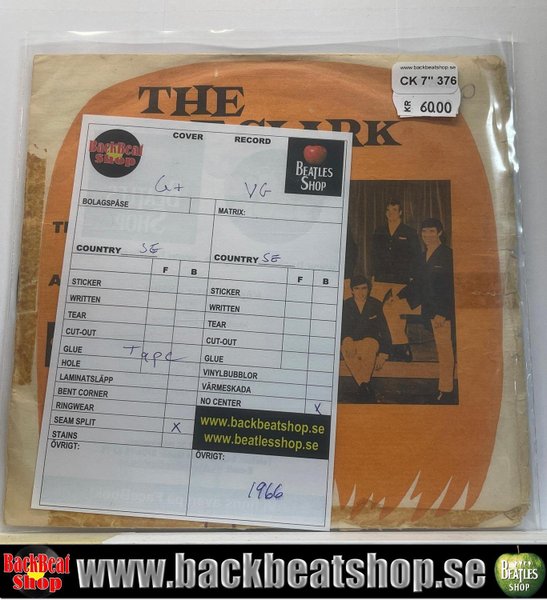 www.backbeatshop.se
CK 7" 376
KR 60.00
THE
CLARK
COVER RECORD
BackBeat Shop
BEATLES SHOP
G+ VG
BOLAGSPÅSE MATRIX:
COUNTRY SE COUNTRY SE
F B F B
STICKER STICKER
WRITTEN WRITTEN
TEAR TEAR
CUT-OUT CUT-OUT
GLUE Tape GLUE
HOLE VINYLBUBBLOR
LAMINATSLÄPP VÄRMESKADA
BENT CORNER NO CENTER X
RINGWEAR
SEAM SPLIT X
STAINS
www.backbeatshop.se
www.beatlesshop.se
ÖVRIGT: ÖVRIGT:
1966
BackBeat Shop www.backbeatshop.se BEATLES SHOP